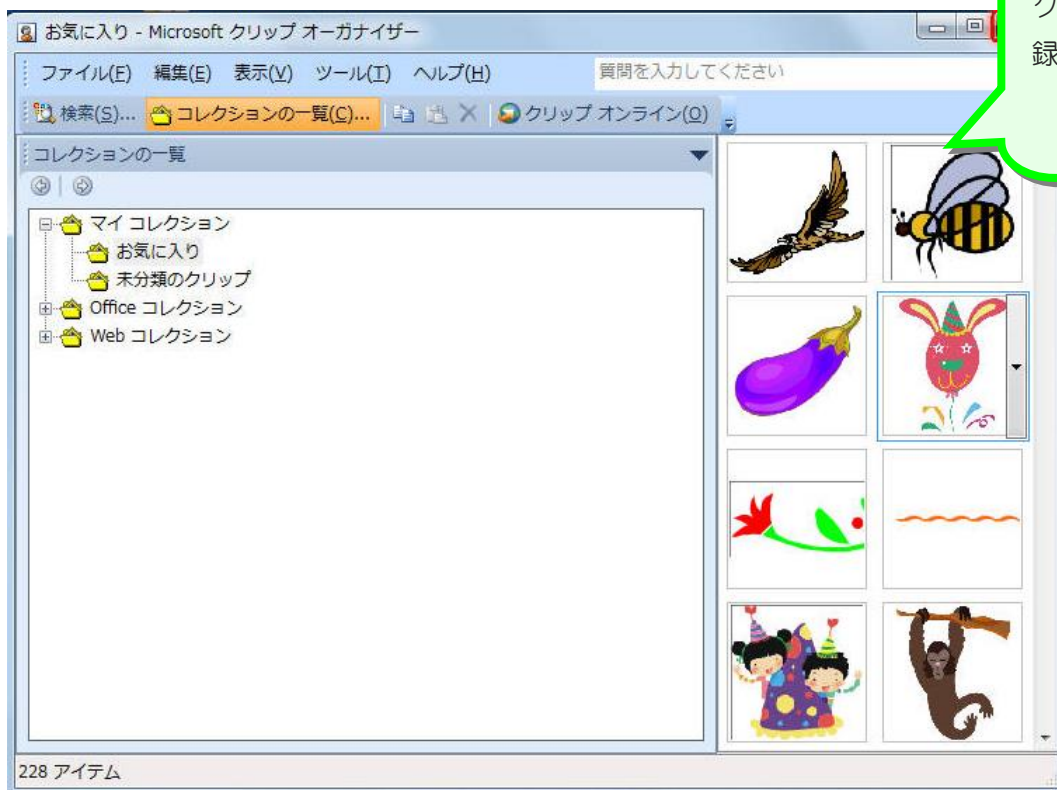 お気に入り - Microsoft クリップ オーガナイザー
録
ファイル(F) 編集(E) 表示(V) ツール(T) ヘルプ(H) 質問を入力してください
検索(S)... コレクションの一覧(C)... クリップ オンライン(O)
コレクションの一覧
マイ コレクション
お気に入り
未分類のクリップ
Office コレクション
Web コレクション
228 アイテム